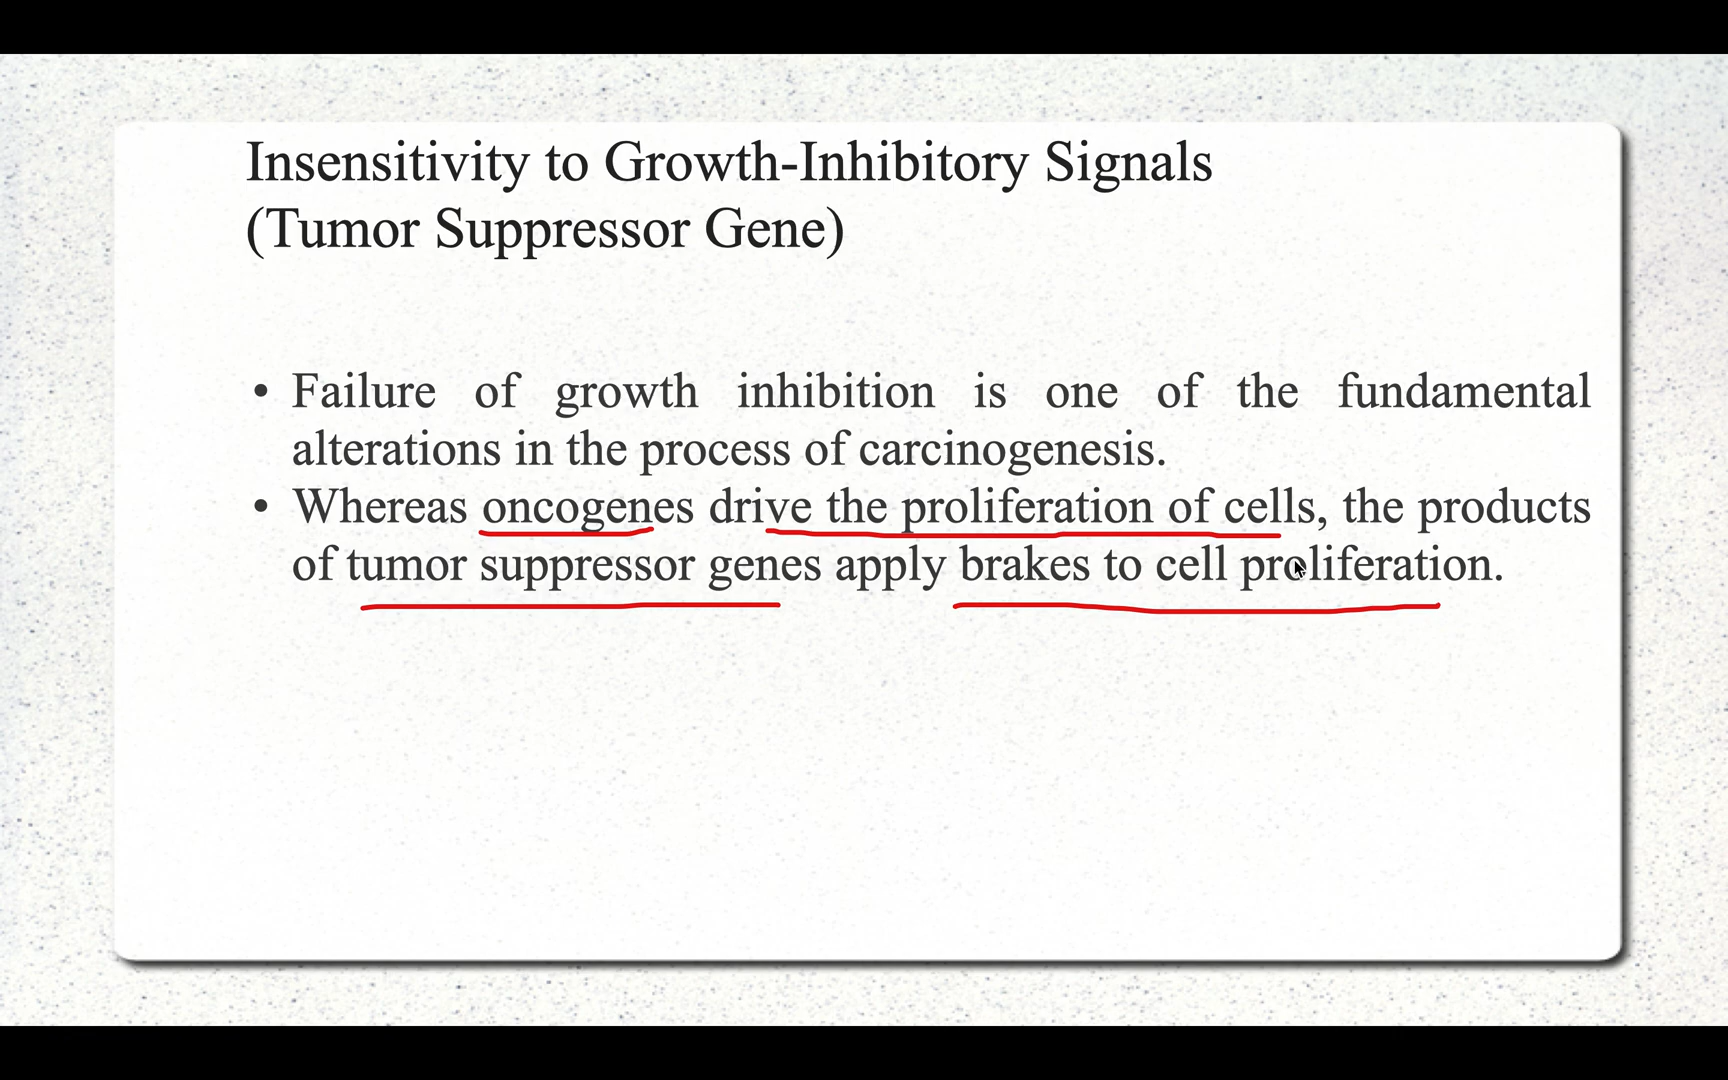 Insensitivity to Growth-Inhibitory Signals
(Tumor Suppressor Gene)
• Failure of growth inhibition is one of the fundamental
alterations in the process of carcinogenesis.
• Whereas oncogenes drive the proliferation of cells, the products
of tumor suppressor genes apply brakes to cell proliferation.